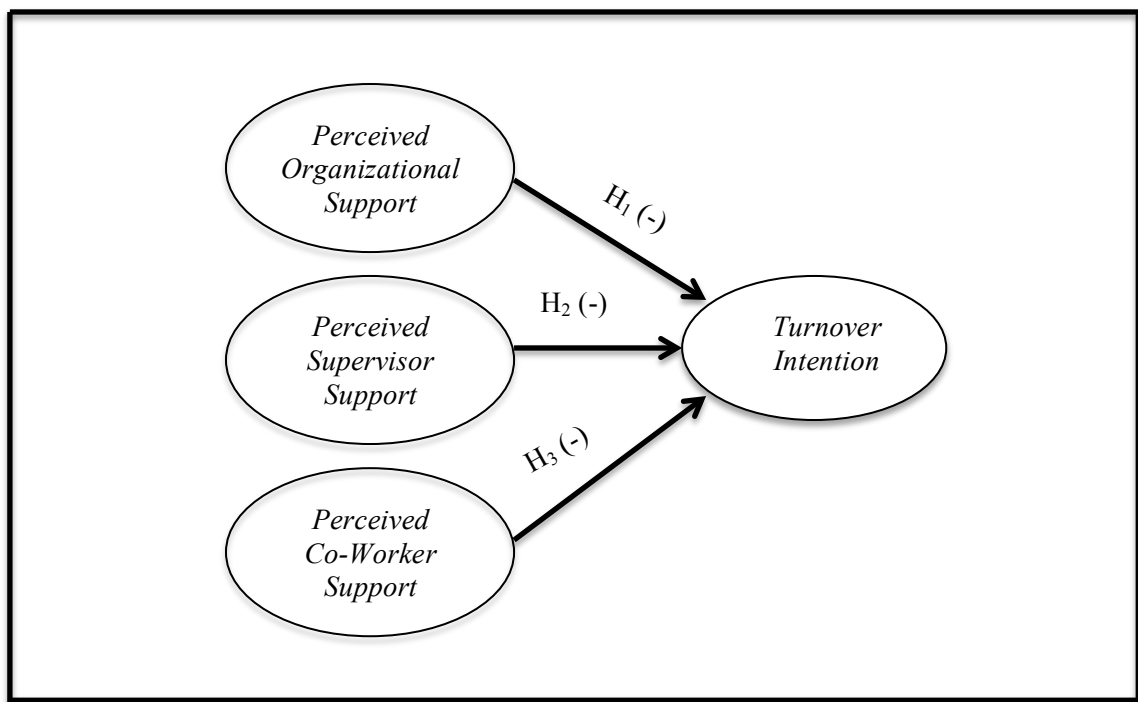 Perceived
Organizational
Support
H₁ (-)
Perceived
Supervisor
Support
H₂ (-)
Turnover
Intention
Perceived
Co-Worker
Support
H₃ (-)